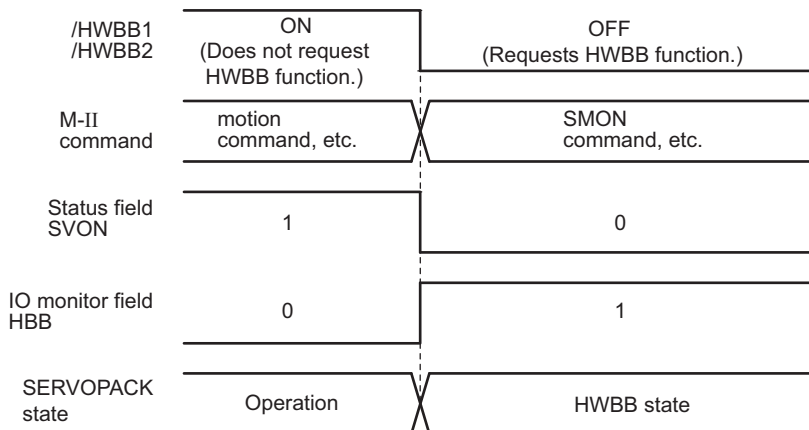 /HWBB1
/HWBB2
ON
(Does not request
HWBB function.)
OFF
(Requests HWBB function.)
M-II
command
motion
command, etc.
SMON
command, etc.
Status field
SVON
1
0
IO monitor field
HBB
0
1
SERVOPACK
state
Operation
HWBB state